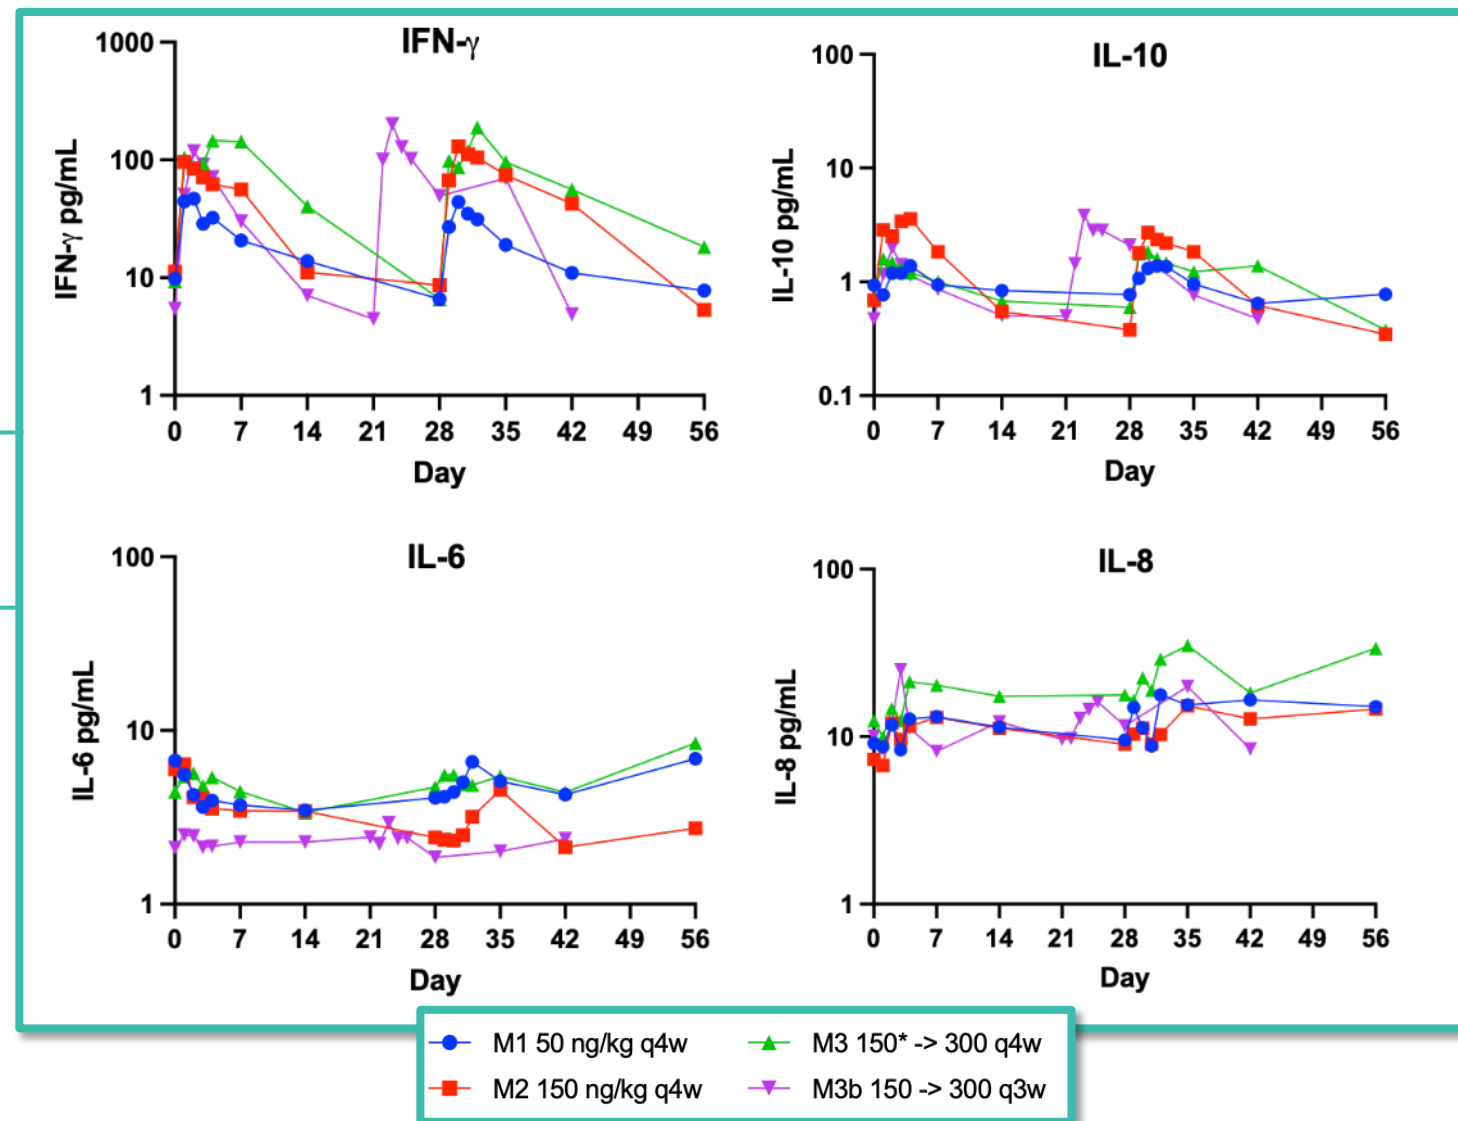 IFN-γ
1000
100
10
1
IFN-γ pg/mL
0 7 14 21 28 35 42 49 56
Day
IL-10
100
10
1
0.1
IL-10 pg/mL
0 7 14 21 28 35 42 49 56
Day
IL-6
100
10
1
IL-6 pg/mL
0 7 14 21 28 35 42 49 56
Day
IL-8
100
10
1
IL-8 pg/mL
0 7 14 21 28 35 42 49 56
Day
M1 50 ng/kg q4w
M3 150* -> 300 q4w
M2 150 ng/kg q4w
M3b 150 -> 300 q3w